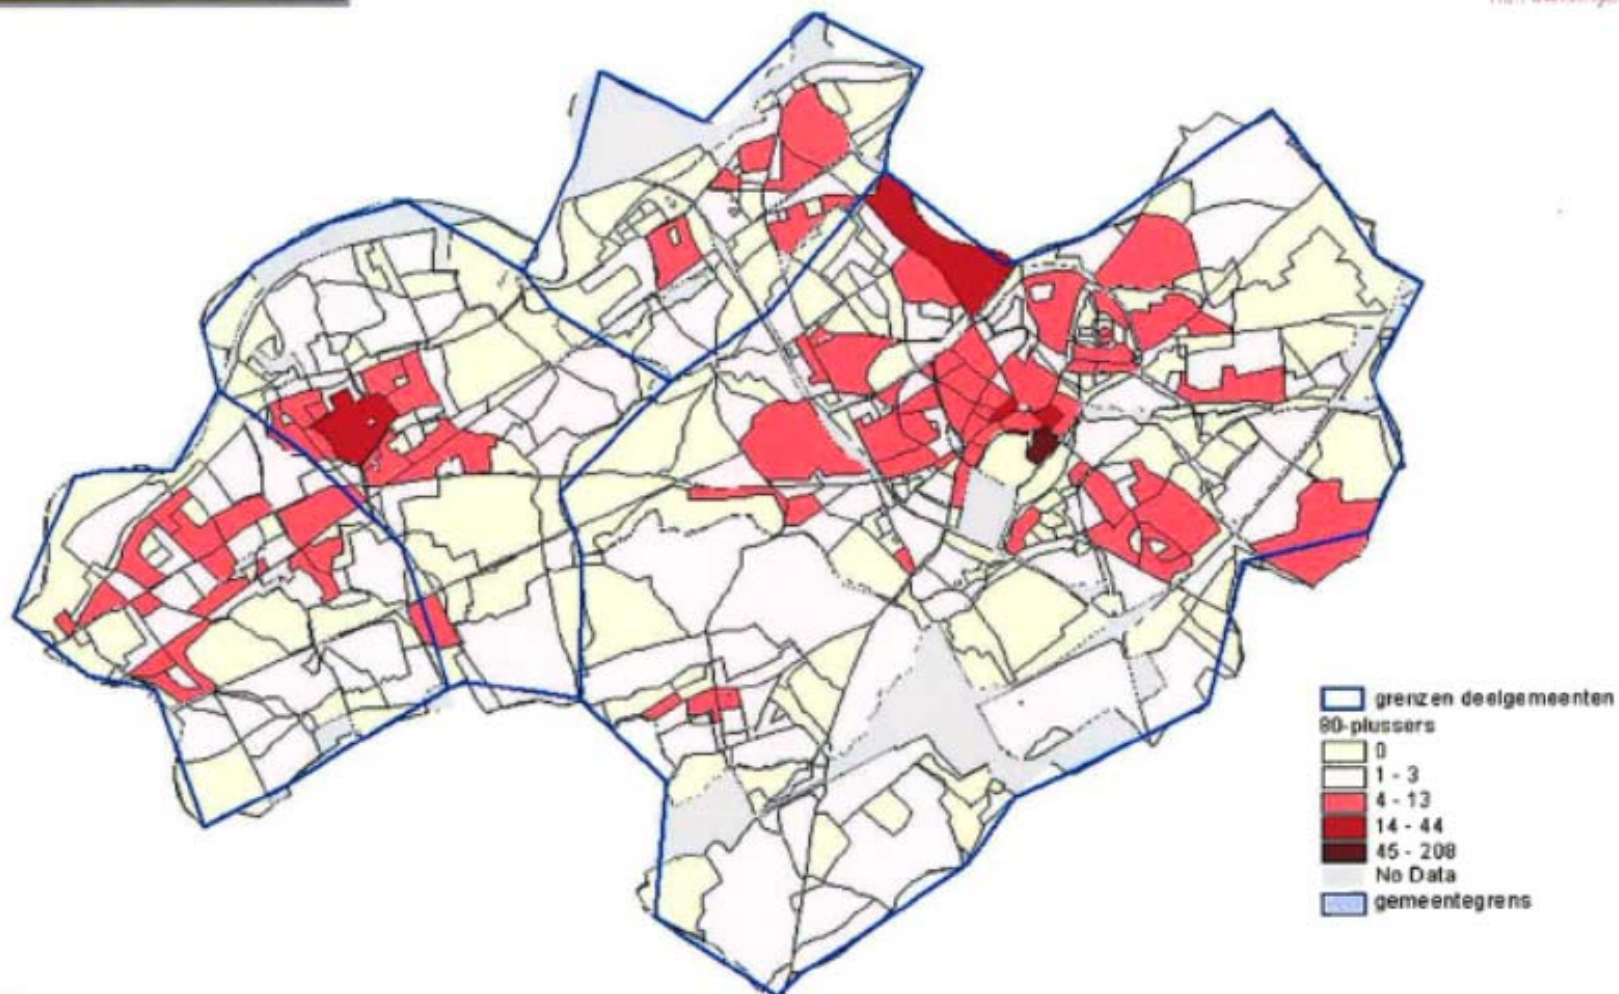 grenzen deelgemeenten
80-plussers
0
1 - 3
4 - 13
14 - 44
45 - 208
No Data
gemeentegrens